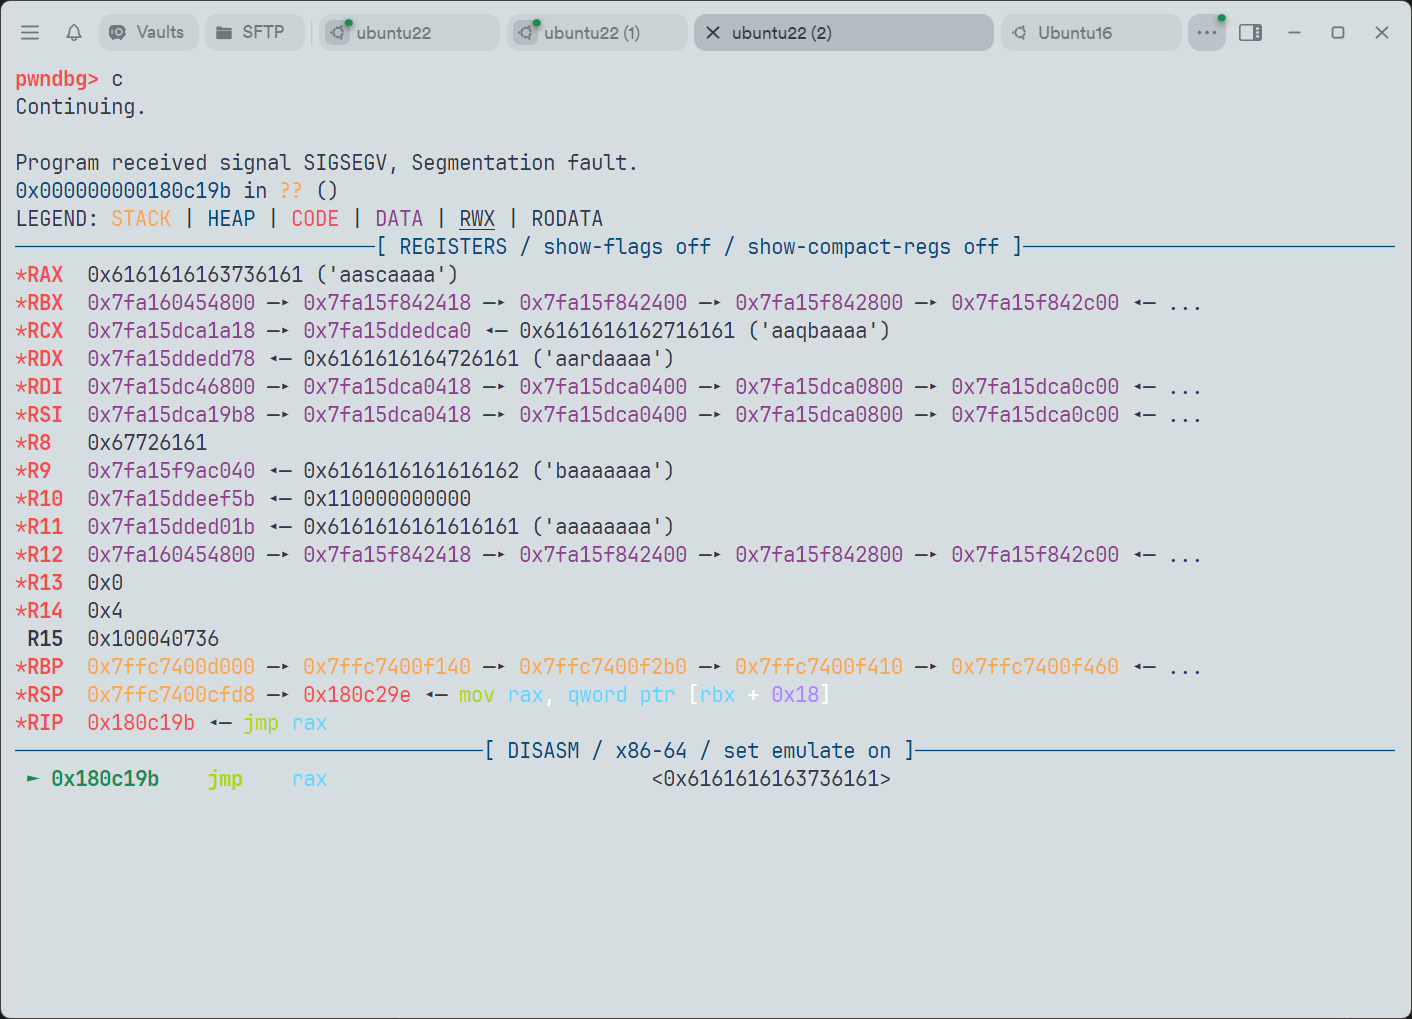 Vaults SFTP ubuntu22 ubuntu22 (1) ubuntu22 (2) Ubuntu16
pwndbg> c
Continuing.
Program received signal SIGSEGV, Segmentation fault.
0x000000000180c19b in ?? ()
LEGEND: STACK | HEAP | CODE | DATA | RWX | RODATA
[ REGISTERS / show-flags off / show-compact-regs off ]
*RAX  0x6161616163736161 ('aascaaaa')
*RBX  0x7fa160454800 —▸ 0x7fa15f842418 —▸ 0x7fa15f842400 —▸ 0x7fa15f842800 —▸ 0x7fa15f842c00 ◂— ...
*RCX  0x7fa15dca1a18 —▸ 0x7fa15ddedca0 ◂— 0x6161616162716161 ('aaqbaaaa')
*RDX  0x7fa15ddedd78 ◂— 0x6161616164726161 ('aardaaaa')
*RDI  0x7fa15dc46800 —▸ 0x7fa15dca0418 —▸ 0x7fa15dca0400 —▸ 0x7fa15dca0800 —▸ 0x7fa15dca0c00 ◂— ...
*RSI  0x7fa15dca19b8 —▸ 0x7fa15dca0418 —▸ 0x7fa15dca0400 —▸ 0x7fa15dca0800 —▸ 0x7fa15dca0c00 ◂— ...
*R8   0x67726161
*R9   0x7fa15f9ac040 ◂— 0x6161616161616162 ('baaaaaaa')
*R10  0x7fa15ddeef5b ◂— 0x110000000000
*R11  0x7fa15dded01b ◂— 0x6161616161616161 ('aaaaaaaa')
*R12  0x7fa160454800 —▸ 0x7fa15f842418 —▸ 0x7fa15f842400 —▸ 0x7fa15f842800 —▸ 0x7fa15f842c00 ◂— ...
*R13  0x0
*R14  0x4
R15  0x100040736
*RBP  0x7ffc7400d000 —▸ 0x7ffc7400f140 —▸ 0x7ffc7400f2b0 —▸ 0x7ffc7400f410 —▸ 0x7ffc7400f460 ◂— ...
*RSP  0x7ffc7400cfd8 —▸ 0x180c29e ◂— mov rax, qword ptr [rbx + 0x18]
*RIP  0x180c19b ◂— jmp rax
[ DISASM / x86-64 / set emulate on ]
► 0x180c19b    jmp    rax    <0x6161616163736161>